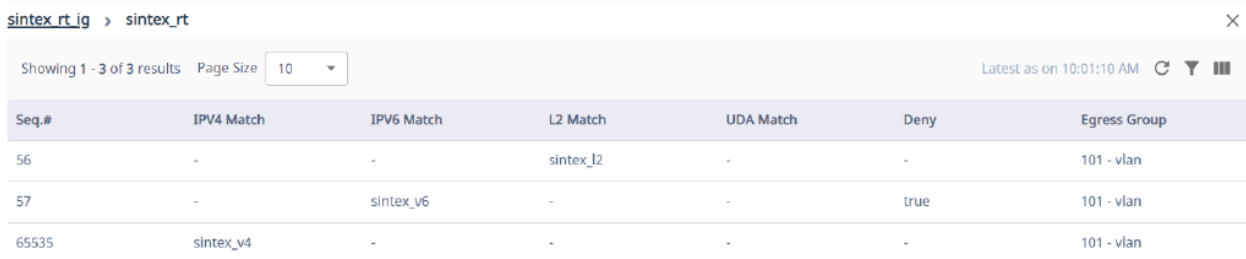 sintex_rt_ig > sintex_rt
Showing 1 - 3 of 3 results Page Size 10 Latest as on 10:01:10 AM
Seq.# IPV4 Match IPV6 Match L2 Match UDA Match Deny Egress Group
56 - - sintex_l2 - - 101 - vlan
57 - sintex_v6 - - true 101 - vlan
65535 sintex_v4 - - - - 101 - vlan